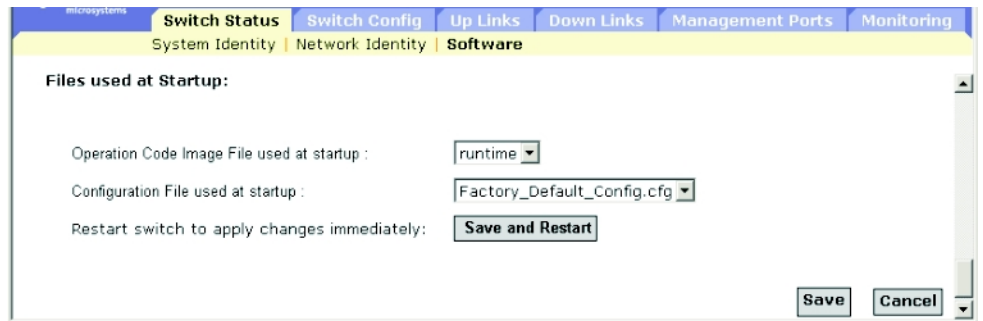 microsystems
Switch Status Switch Config Up Links Down Links Management Ports Monitoring
System Identity | Network Identity | Software
Files used at Startup:
Operation Code Image File used at startup : runtime
Configuration File used at startup : Factory_Default_Config.cfg
Restart switch to apply changes immediately: Save and Restart
Save Cancel